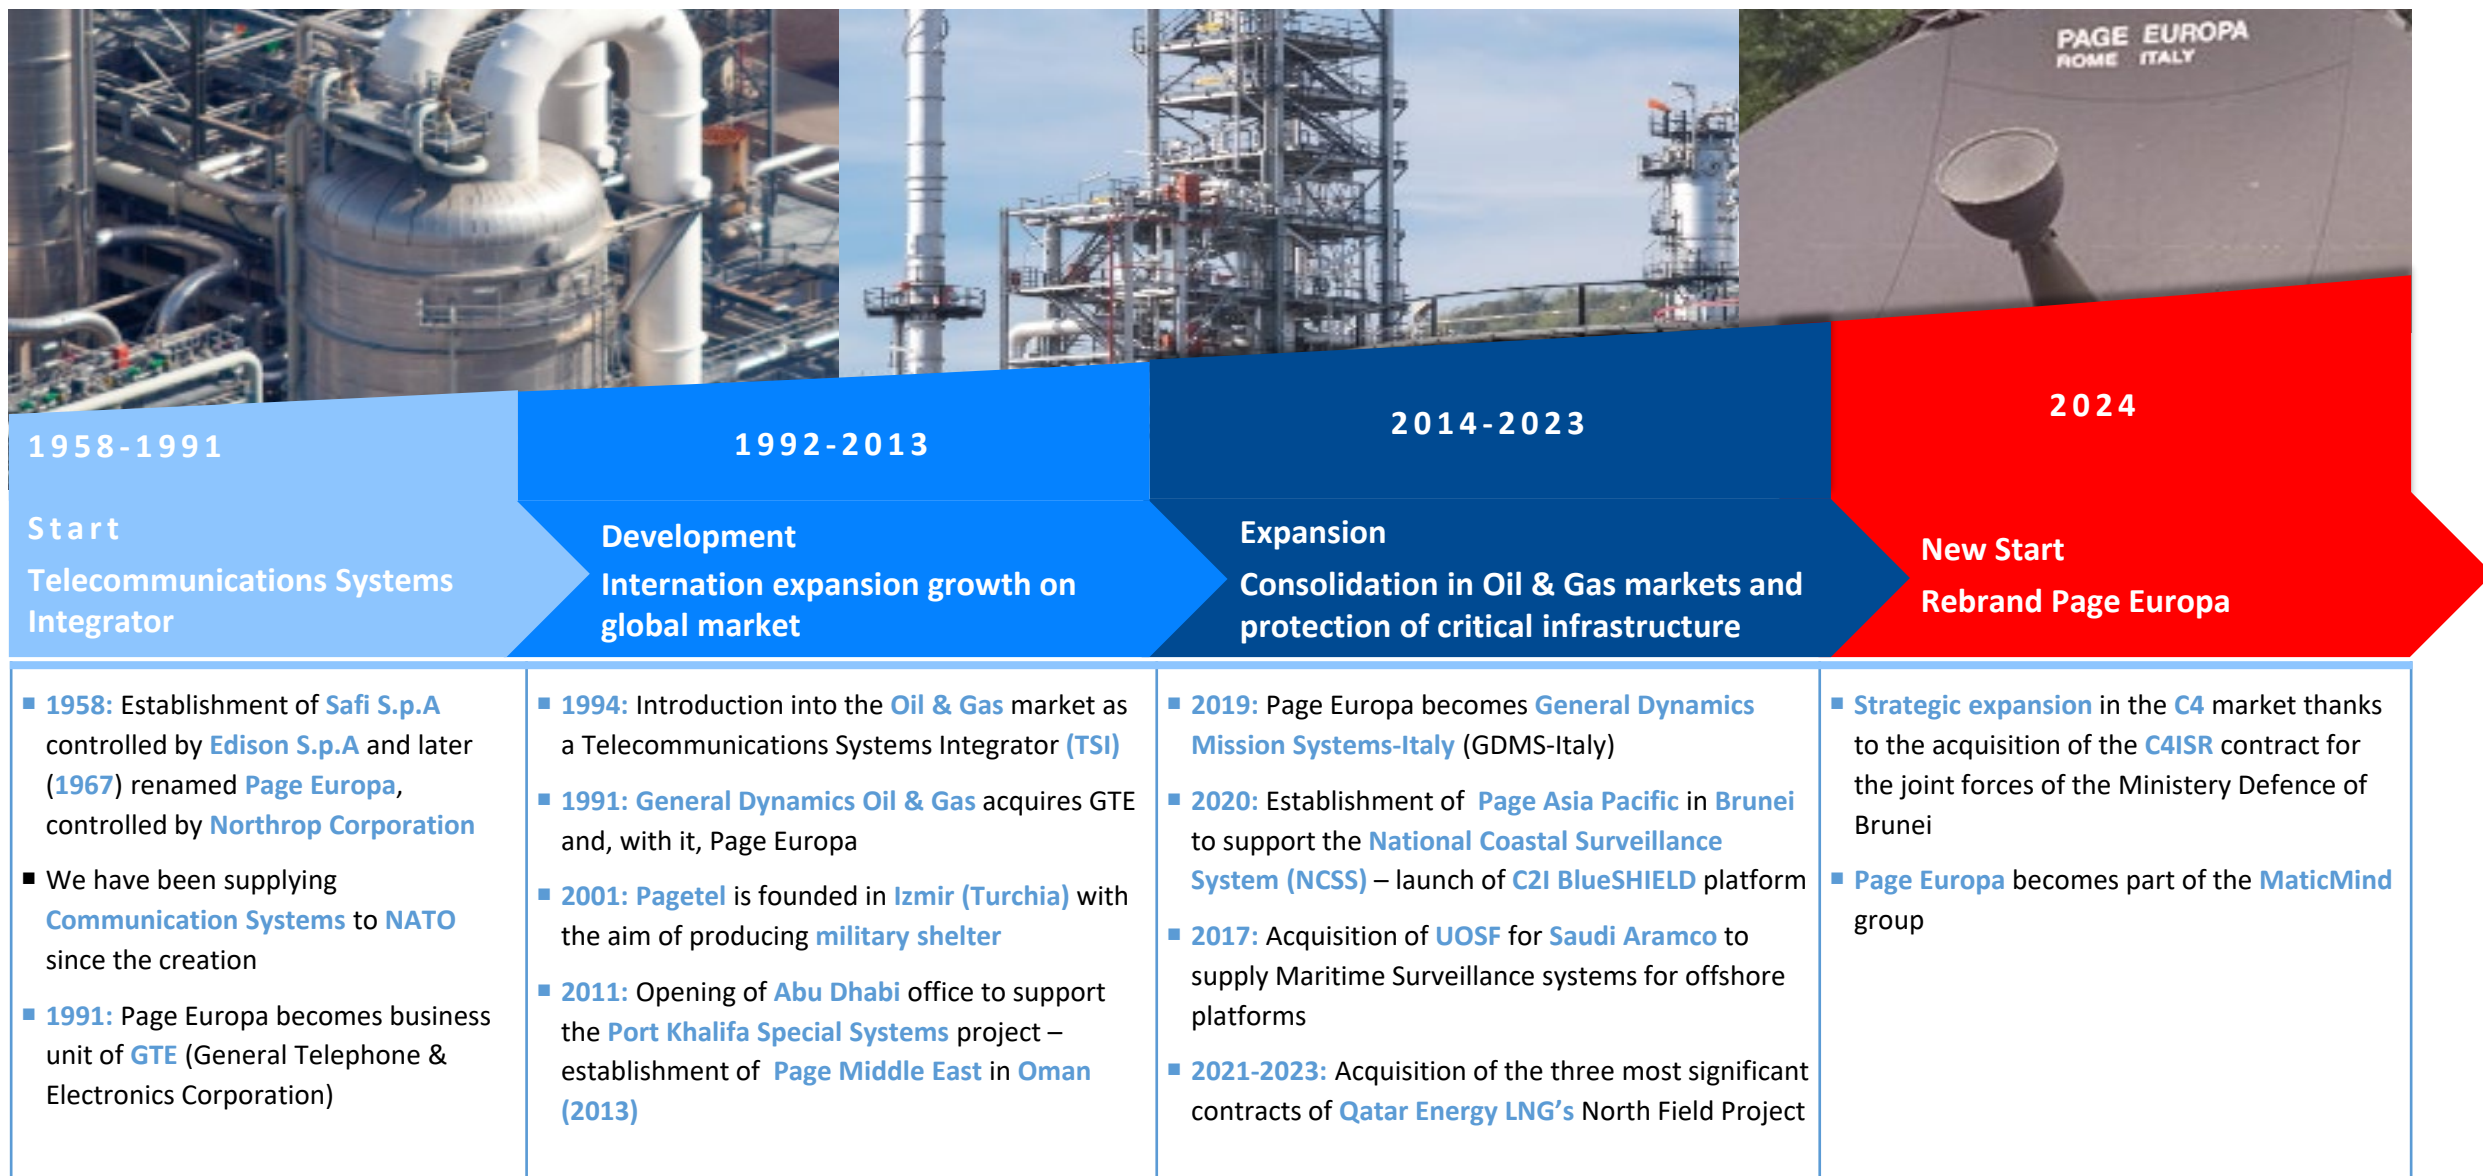 PAGE EUROPA
ROME ITALY
1958-1991
Start
Telecommunications Systems
Integrator
1992-2013
Development
Internation expansion growth on
global market
2014-2023
Expansion
Consolidation in Oil & Gas markets and
protection of critical infrastructure
2024
New Start
Rebrand Page Europa
▪ 1958: Establishment of Safi S.p.A
controlled by Edison S.p.A and later
(1967) renamed Page Europa,
controlled by Northrop Corporation
▪ We have been supplying
Communication Systems to NATO
since the creation
▪ 1991: Page Europa becomes business
unit of GTE (General Telephone &
Electronics Corporation)
▪ 1994: Introduction into the Oil & Gas market as
a Telecommunications Systems Integrator (TSI)
▪ 1991: General Dynamics Oil & Gas acquires GTE
and, with it, Page Europa
▪ 2001: Pagetel is founded in Izmir (Turchia) with
the aim of producing military shelter
▪ 2011: Opening of Abu Dhabi office to support
the Port Khalifa Special Systems project –
establishment of Page Middle East in Oman
(2013)
▪ 2019: Page Europa becomes General Dynamics
Mission Systems-Italy (GDMS-Italy)
▪ 2020: Establishment of Page Asia Pacific in Brunei
to support the National Coastal Surveillance
System (NCSS) – launch of C2I BlueSHIELD platform
▪ 2017: Acquisition of UOSF for Saudi Aramco to
supply Maritime Surveillance systems for offshore
platforms
▪ 2021-2023: Acquisition of the three most significant
contracts of Qatar Energy LNG’s North Field Project
▪ Strategic expansion in the C4 market thanks
to the acquisition of the C4ISR contract for
the joint forces of the Ministery Defence of
Brunei
▪ Page Europa becomes part of the MaticMind
group